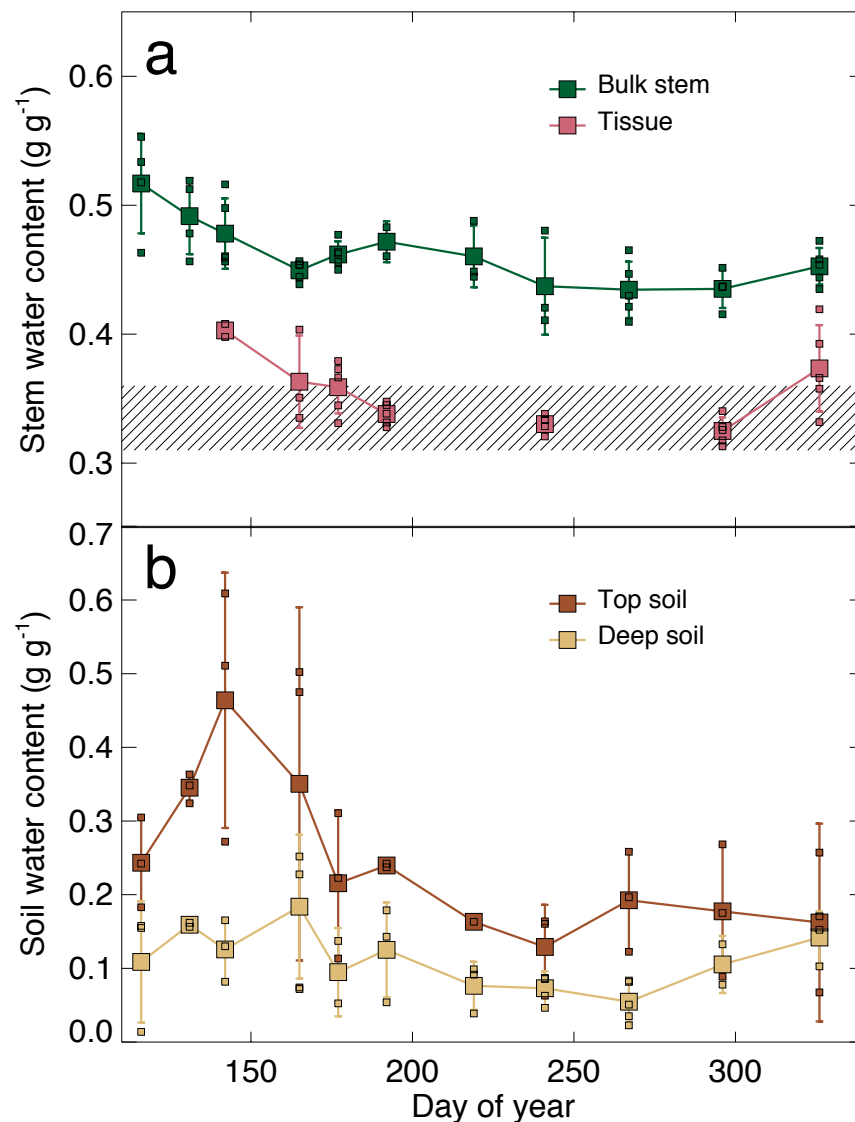 a
Bulk stem
Tissue
Stem water content (g g⁻¹)
0.6
0.5
0.4
0.3
b
Top soil
Deep soil
Soil water content (g g⁻¹)
0.7
0.6
0.5
0.4
0.3
0.2
0.1
0.0
150 200 250 300
Day of year